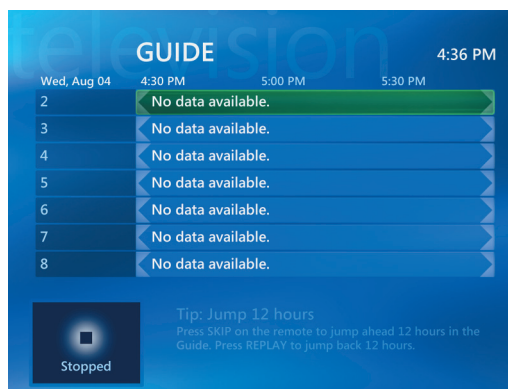 television
GUIDE 4:36 PM
Wed, Aug 04 4:30 PM 5:00 PM 5:30 PM
2 No data available.
3 No data available.
4 No data available.
5 No data available.
6 No data available.
7 No data available.
8 No data available.
Tip: Jump 12 hours
Press SKIP on the remote to jump ahead 12 hours in the
Guide. Press REPLAY to jump back 12 hours.
Stopped